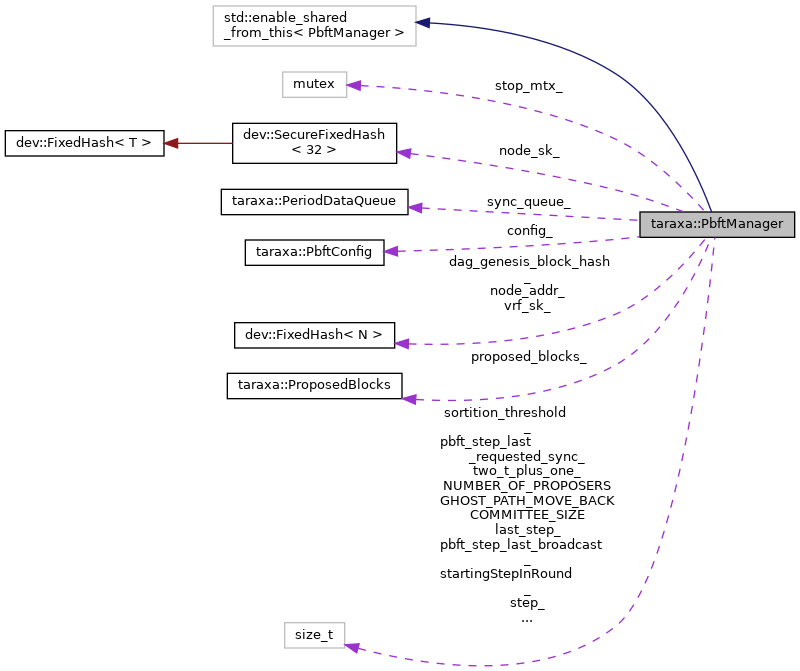 std::enable_shared
_from_this< PbftManager >
mutex
stop_mtx_
dev::FixedHash< T >
dev::SecureFixedHash
< 32 >
node_sk_
taraxa::PeriodDataQueue
sync_queue_
taraxa::PbftManager
config_
taraxa::PbftConfig
dag_genesis_block_hash
_
node_addr_
vrf_sk_
dev::FixedHash< N >
proposed_blocks_
taraxa::ProposedBlocks
sortition_threshold
_
pbft_step_last
_requested_sync_
two_t_plus_one_
NUMBER_OF_PROPOSERS
GHOST_PATH_MOVE_BACK
COMMITTEE_SIZE
last_step_
pbft_step_last_broadcast
_
startingStepInRound
_
step_
...
size_t